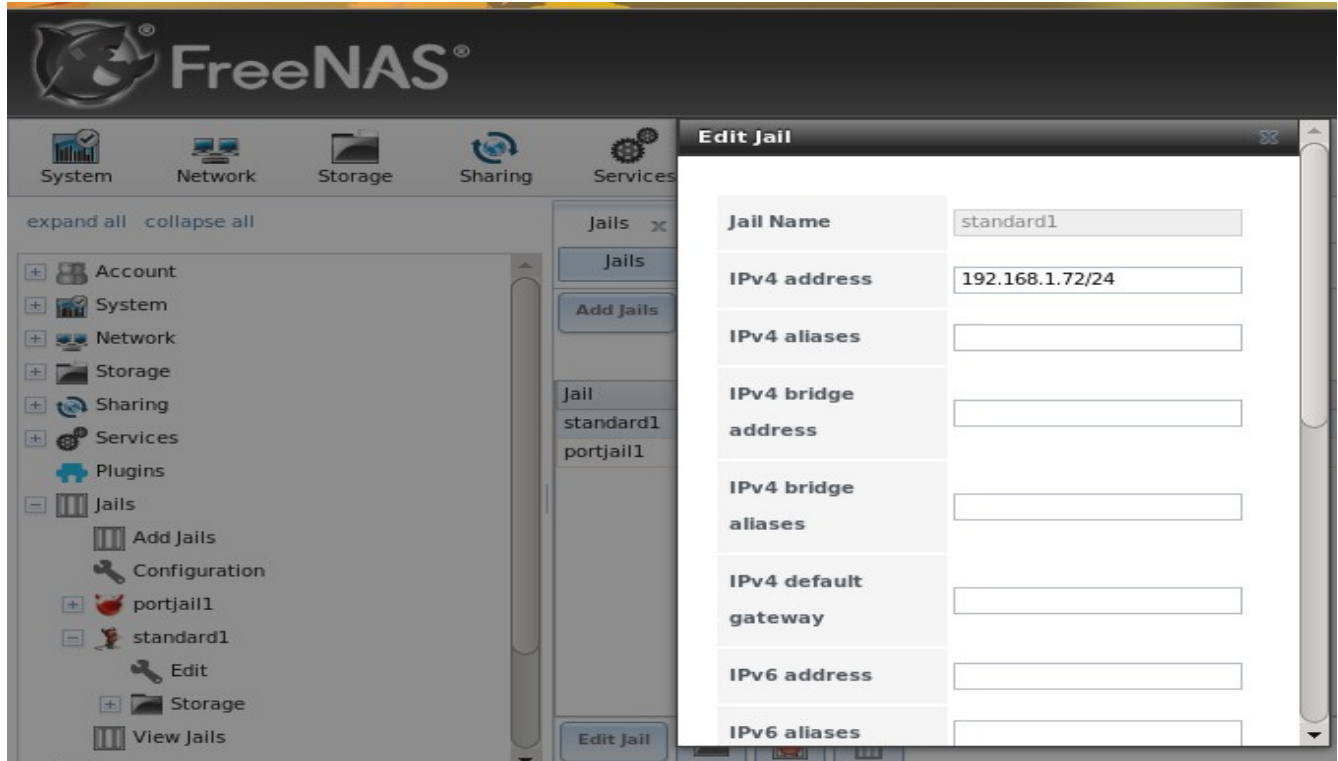 FreeNAS®
System
Network
Storage
Sharing
Services
expand all collapse all
Account
System
Network
Storage
Sharing
Services
Plugins
Jails
Add Jails
Configuration
portjail1
standard1
Edit
Storage
View Jails
Jails x
Jails
Add Jails
Jail
standard1
portjail1
Edit Jail
Edit Jail
Jail Name
standard1
IPv4 address
192.168.1.72/24
IPv4 aliases
IPv4 bridge
address
IPv4 bridge
aliases
IPv4 default
gateway
IPv6 address
IPv6 aliases